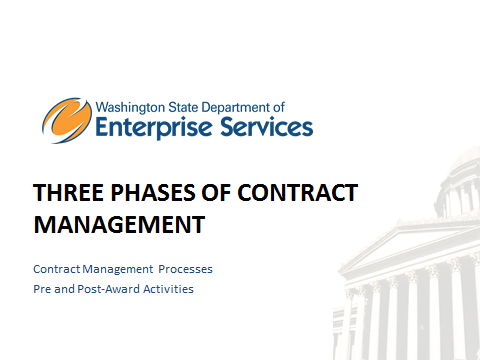 Washington State Department of
Enterprise Services
THREE PHASES OF CONTRACT
MANAGEMENT
Contract Management Processes
Pre and Post-Award Activities